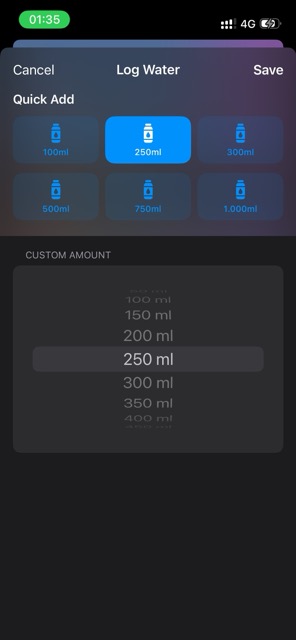 01:35
4G
Cancel Log Water Save
Quick Add
100ml 250ml 300ml
500ml 750ml 1.000ml
CUSTOM AMOUNT
100 ml
150 ml
200 ml
250 ml
300 ml
350 ml
400 ml